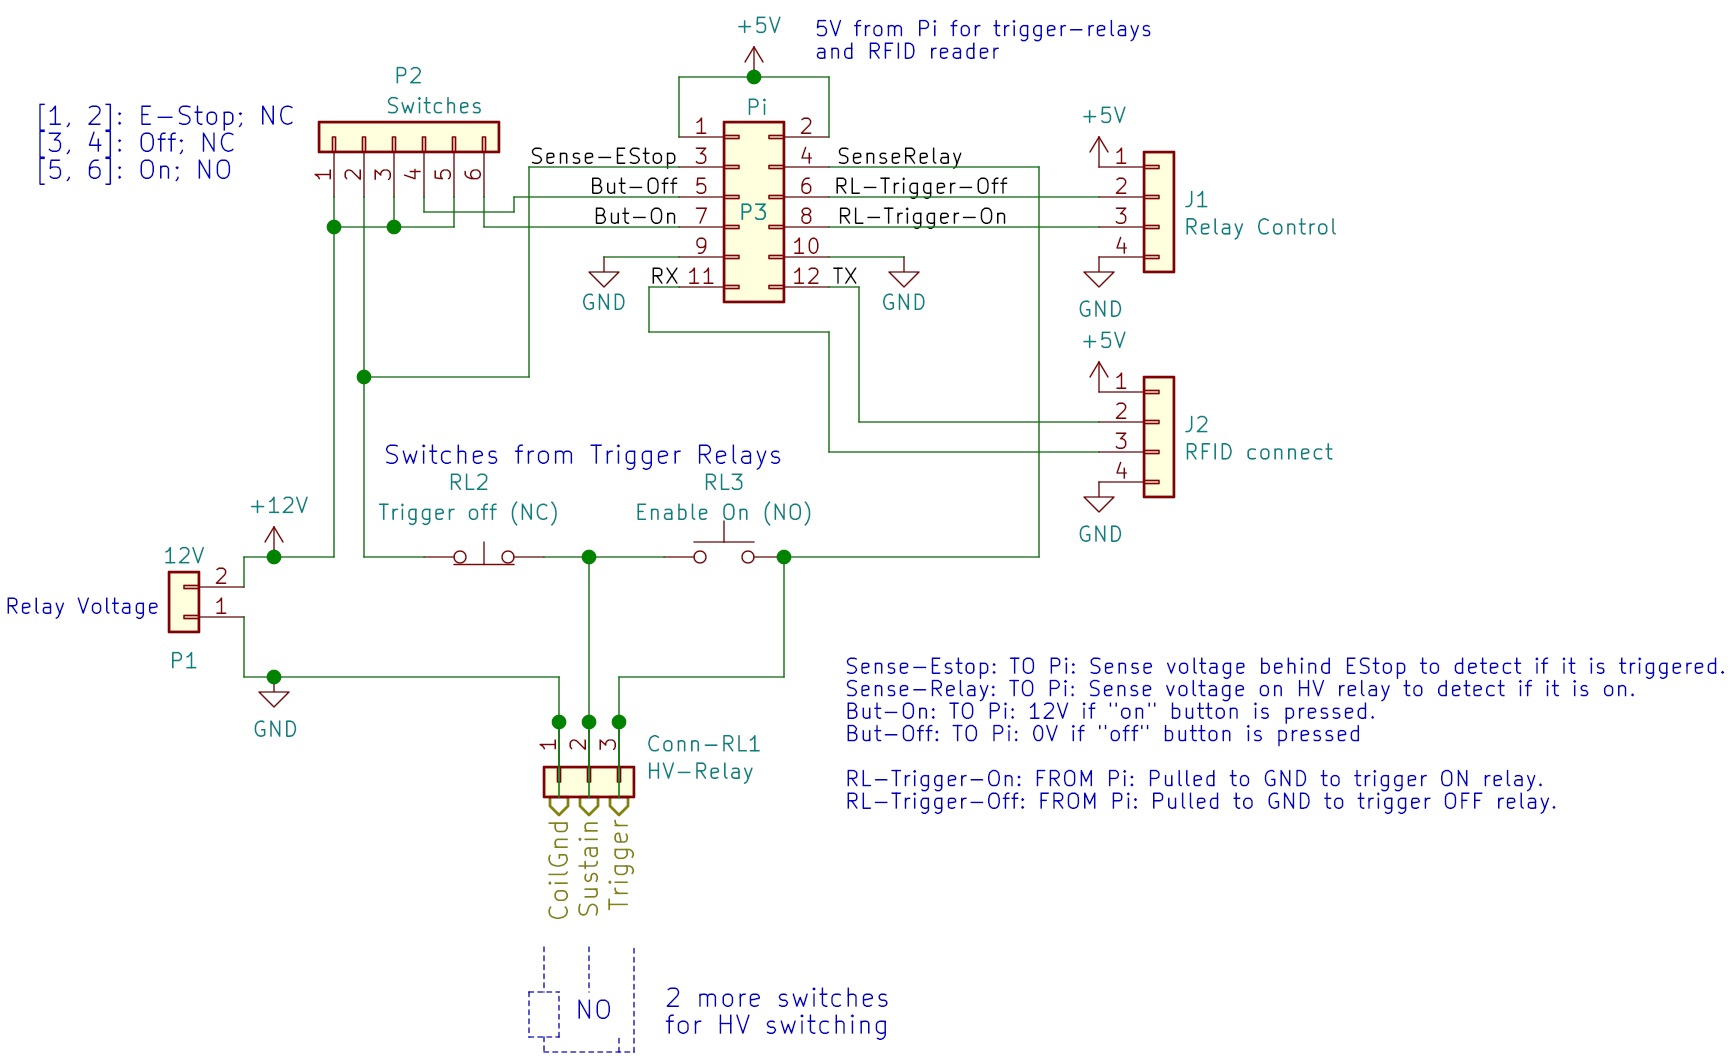 +5V
5V from Pi for trigger-relays
and RFID reader
P2
Switches
[1, 2]: E-Stop; NC
[3, 4]: Off; NC
[5, 6]: On; NO
1
2
3
4
5
6
Pi
P3
1
2
Sense-EStop
3
4
SenseRelay
But-Off
5
6
RL-Trigger-Off
But-On
7
8
RL-Trigger-On
9
10
RX
11
12
TX
GND
GND
+5V
1
2
3
4
J1
Relay Control
GND
+5V
1
2
3
4
J2
RFID connect
GND
Switches from Trigger Relays
RL2
Trigger off (NC)
RL3
Enable On (NO)
+12V
12V
2
1
Relay Voltage
P1
GND
1
2
3
Conn-RL1
HV-Relay
CoilGnd
Sustain
Trigger
Sense-Estop: TO Pi: Sense voltage behind EStop to detect if it is triggered.
Sense-Relay: TO Pi: Sense voltage on HV relay to detect if it is on.
But-On: TO Pi: 12V if "on" button is pressed.
But-Off: TO Pi: 0V if "off" button is pressed
RL-Trigger-On: FROM Pi: Pulled to GND to trigger ON relay.
RL-Trigger-Off: FROM Pi: Pulled to GND to trigger OFF relay.
NO
2 more switches
for HV switching